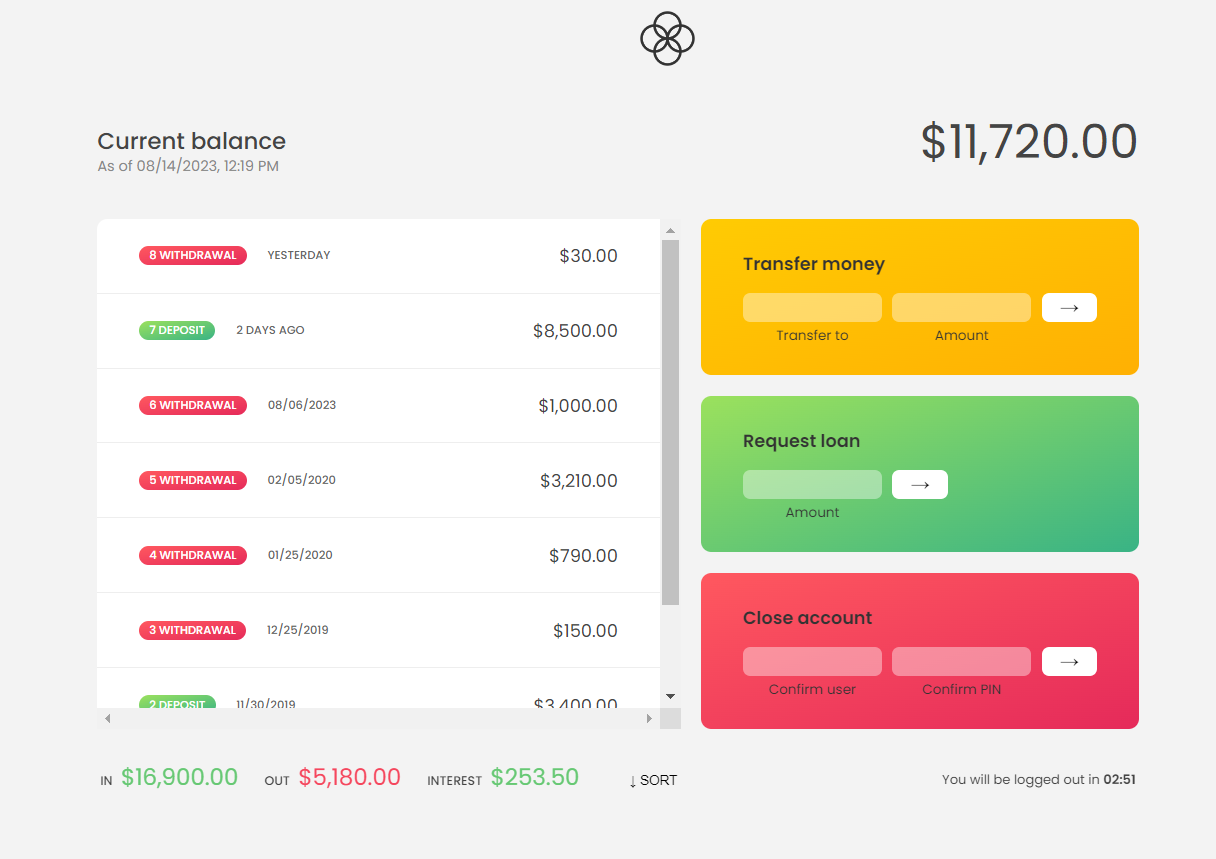 Current balance
As of 08/14/2023, 12:19 PM
$11,720.00
8 WITHDRAWAL YESTERDAY $30.00
7 DEPOSIT 2 DAYS AGO $8,500.00
6 WITHDRAWAL 08/06/2023 $1,000.00
5 WITHDRAWAL 02/05/2020 $3,210.00
4 WITHDRAWAL 01/25/2020 $790.00
3 WITHDRAWAL 12/25/2019 $150.00
2 DEPOSIT 11/30/2019 $3,400.00
Transfer money
→
Transfer to Amount
Request loan
→
Amount
Close account
→
Confirm user Confirm PIN
IN $16,900.00 OUT $5,180.00 INTEREST $253.50 ↓ SORT
You will be logged out in 02:51